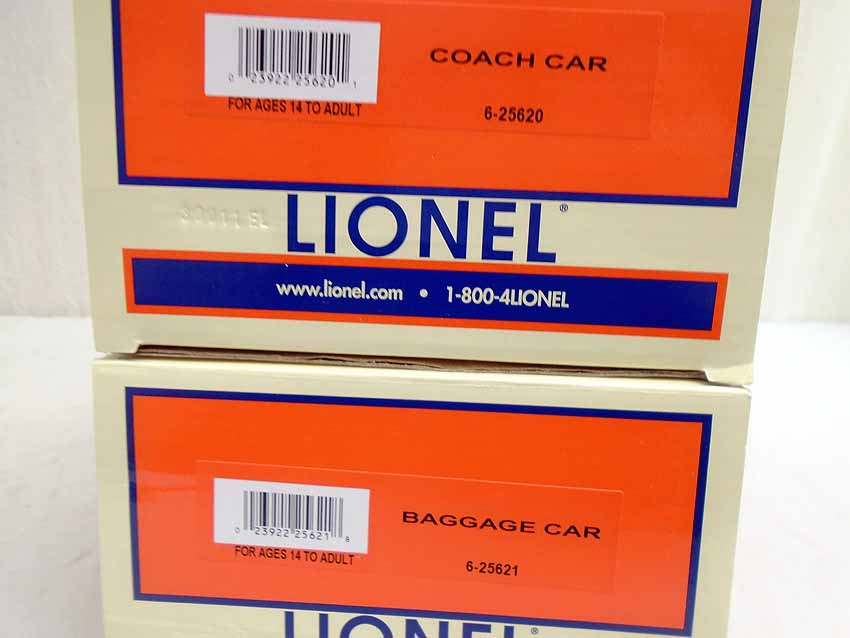 COACH CAR
0 23922 25620 1
FOR AGES 14 TO ADULT
6-25620
LIONEL®
www.lionel.com • 1-800-4LIONEL
BAGGAGE CAR
0 23922 25621 8
FOR AGES 14 TO ADULT
6-25621
LIONEL®